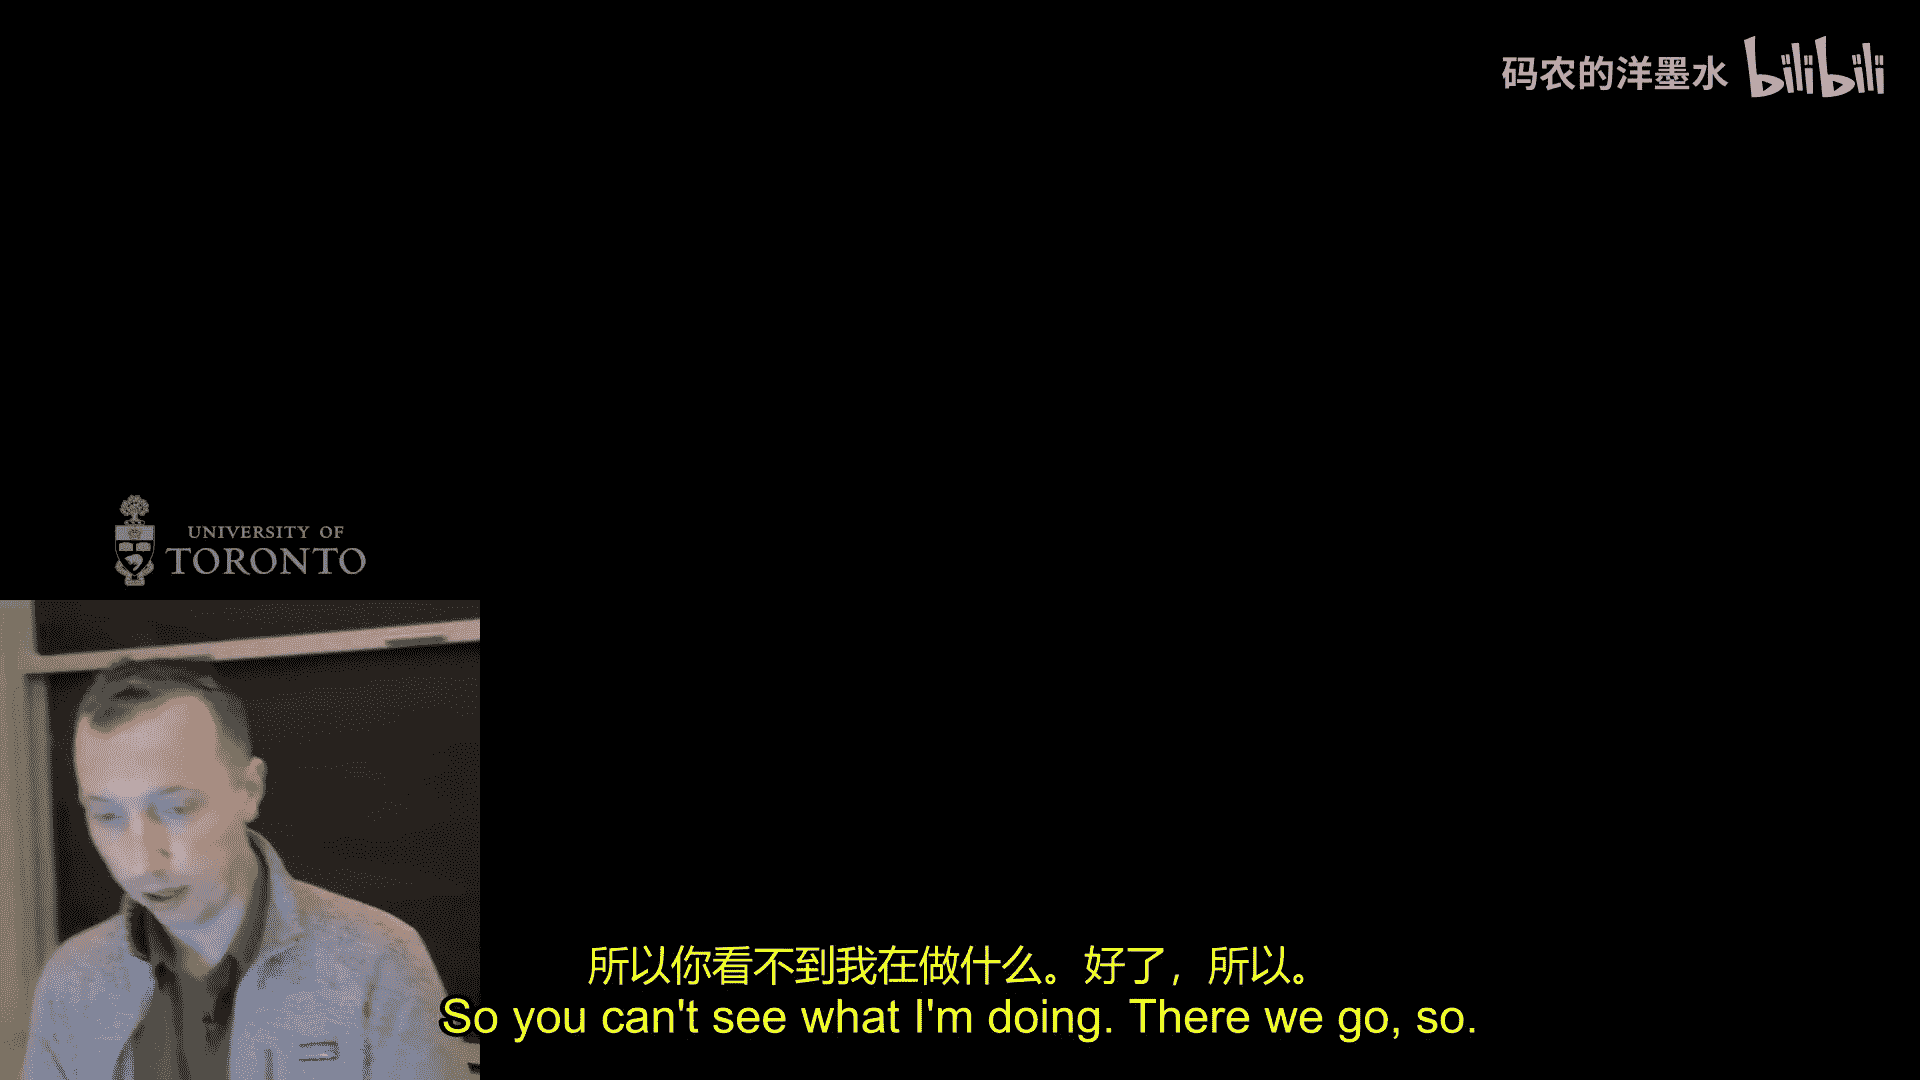 码农的洋墨水 bilibili
UNIVERSITY OF
TORONTO
所以你看不到我在做什么。好了，所以。
So you can't see what I'm doing. There we go, so.